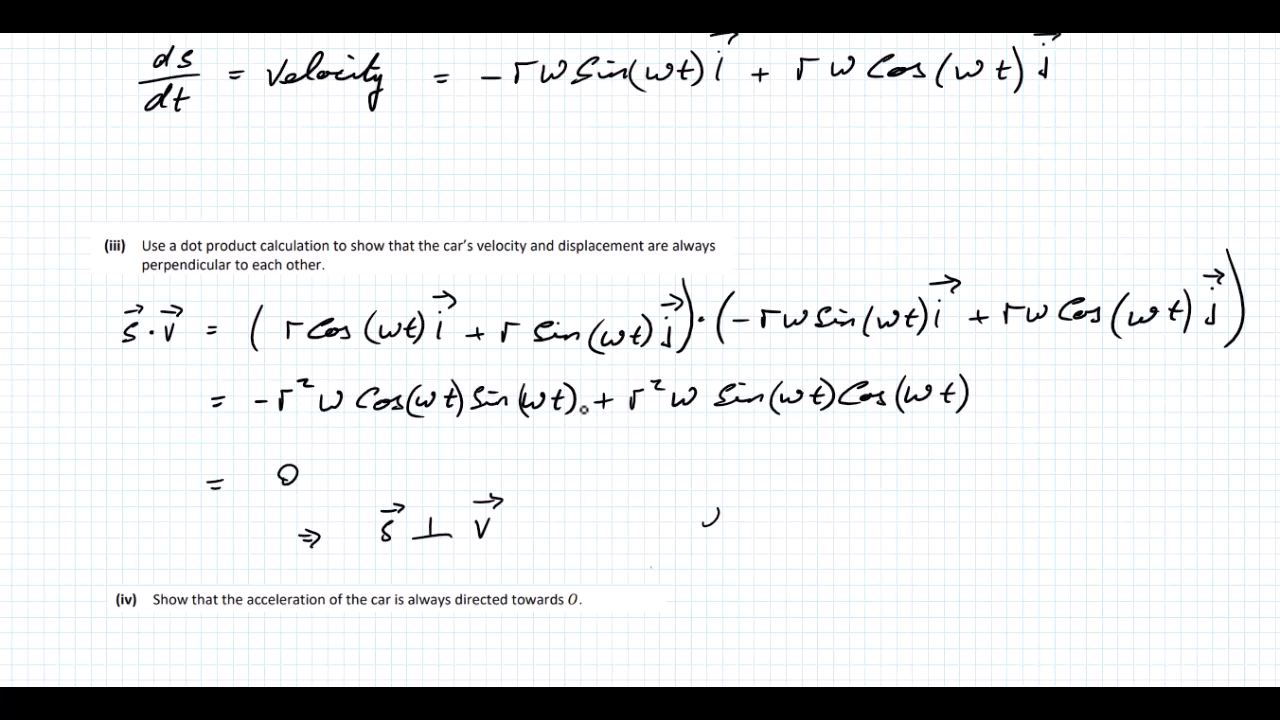 ds/dt = Velocity = −rω Sin(ωt) i⃗ + rω Cos(ωt) j⃗
(iii) Use a dot product calculation to show that the car's velocity and displacement are always
perpendicular to each other.
s⃗ · v⃗ = (r Cos(ωt) i⃗ + r Sin(ωt) j⃗) · (−rω Sin(ωt) i⃗ + rω Cos(ωt) j⃗)
= −r²ω Cos(ωt) Sin(ωt) + r²ω Sin(ωt) Cos(ωt)
= 0
⇒ s⃗ ⊥ v⃗
(iv) Show that the acceleration of the car is always directed towards O.